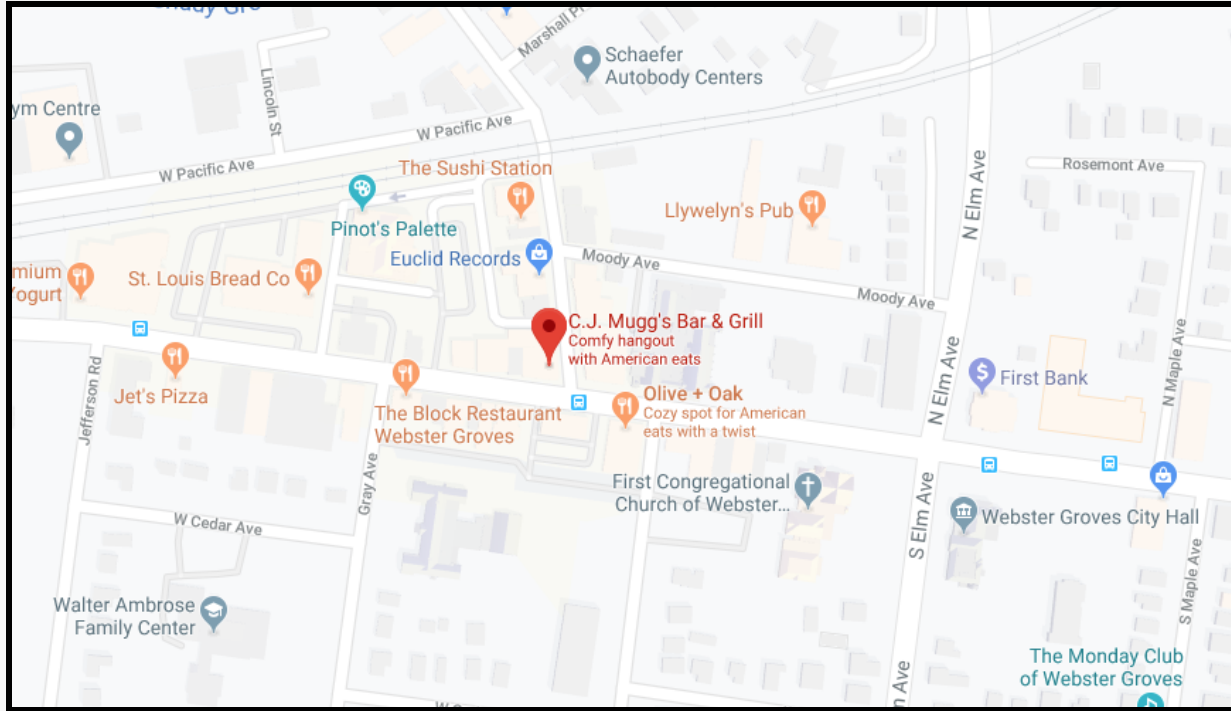 Marshall
Schaefer
Autobody Centers
Lincoln St
ym Centre
W Pacific Ave
W Pacific Ave
The Sushi Station
Rosemont Ave
N Elm Ave
Llywelyn's Pub
Pinot's Palette
Euclid Records
Moody Ave
Moody Ave
mium
Yogurt
St. Louis Bread Co
C.J. Mugg's Bar & Grill
Comfy hangout
with American eats
N Elm Ave
N Maple Ave
First Bank
Jefferson Rd
Jet's Pizza
The Block Restaurant
Webster Groves
Olive + Oak
Cozy spot for American
eats with a twist
Gray Ave
First Congregational
Church of Webster...
S Elm Ave
Webster Groves City Hall
W Cedar Ave
S Maple Ave
Walter Ambrose
Family Center
The Monday Club
of Webster Groves
n Ave